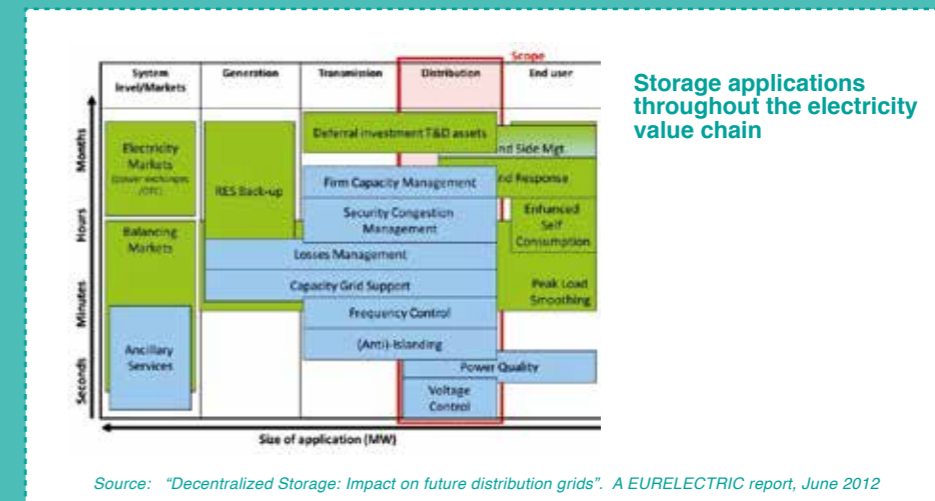 Scope
System level/Markets
Generation
Transmission
Distribution
End user
Storage applications
throughout the electricity
value chain
Months
Hours
Minutes
Seconds
Electricity
Markets
(power exchanges
/OTC)
Balancing
Markets
Ancillary
Services
RES Back-up
Deferral investment T&D assets
nd Side Mgt.
Firm Capacity Management
nd Response
Security Congestion
Management
Enhanced
Self
Consumption
Losses Management
Capacity Grid Support
Peak Load
Smoothing
Frequency Control
(Anti)-Islanding
Power Quality
Voltage
Control
Size of application (MW)
Source: "Decentralized Storage: Impact on future distribution grids". A EURELECTRIC report, June 2012